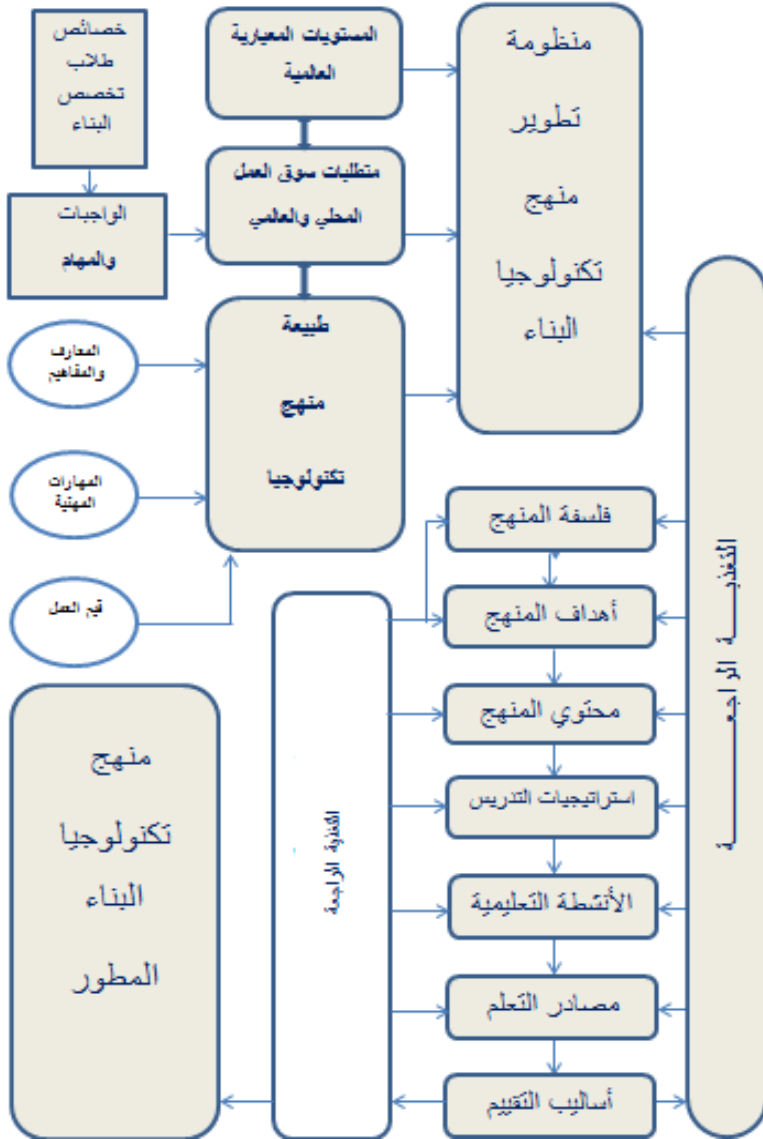 منظومة
تطوير
منهج
تكنولوجيا
البناء
المستويات المعيارية
العالمية
خصائص
طلاب
تخصص
البناء
متطلبات سوق العمل
المحلي والعالمي
الواجبات
والمهام
طبيعة
منهج
تكنولوجيا
المعارف
والمفاهيم
المهارات
المهنية
قيم العمل
التغذيـــــة الراجعـــــــة
فلسفة المنهج
أهداف المنهج
محتوي المنهج
استراتيجيات التدريس
الأنشطة التعليمية
مصادر التعلم
أساليب التقييم
التغذية الراجعة
منهج
تكنولوجيا
البناء
المطور